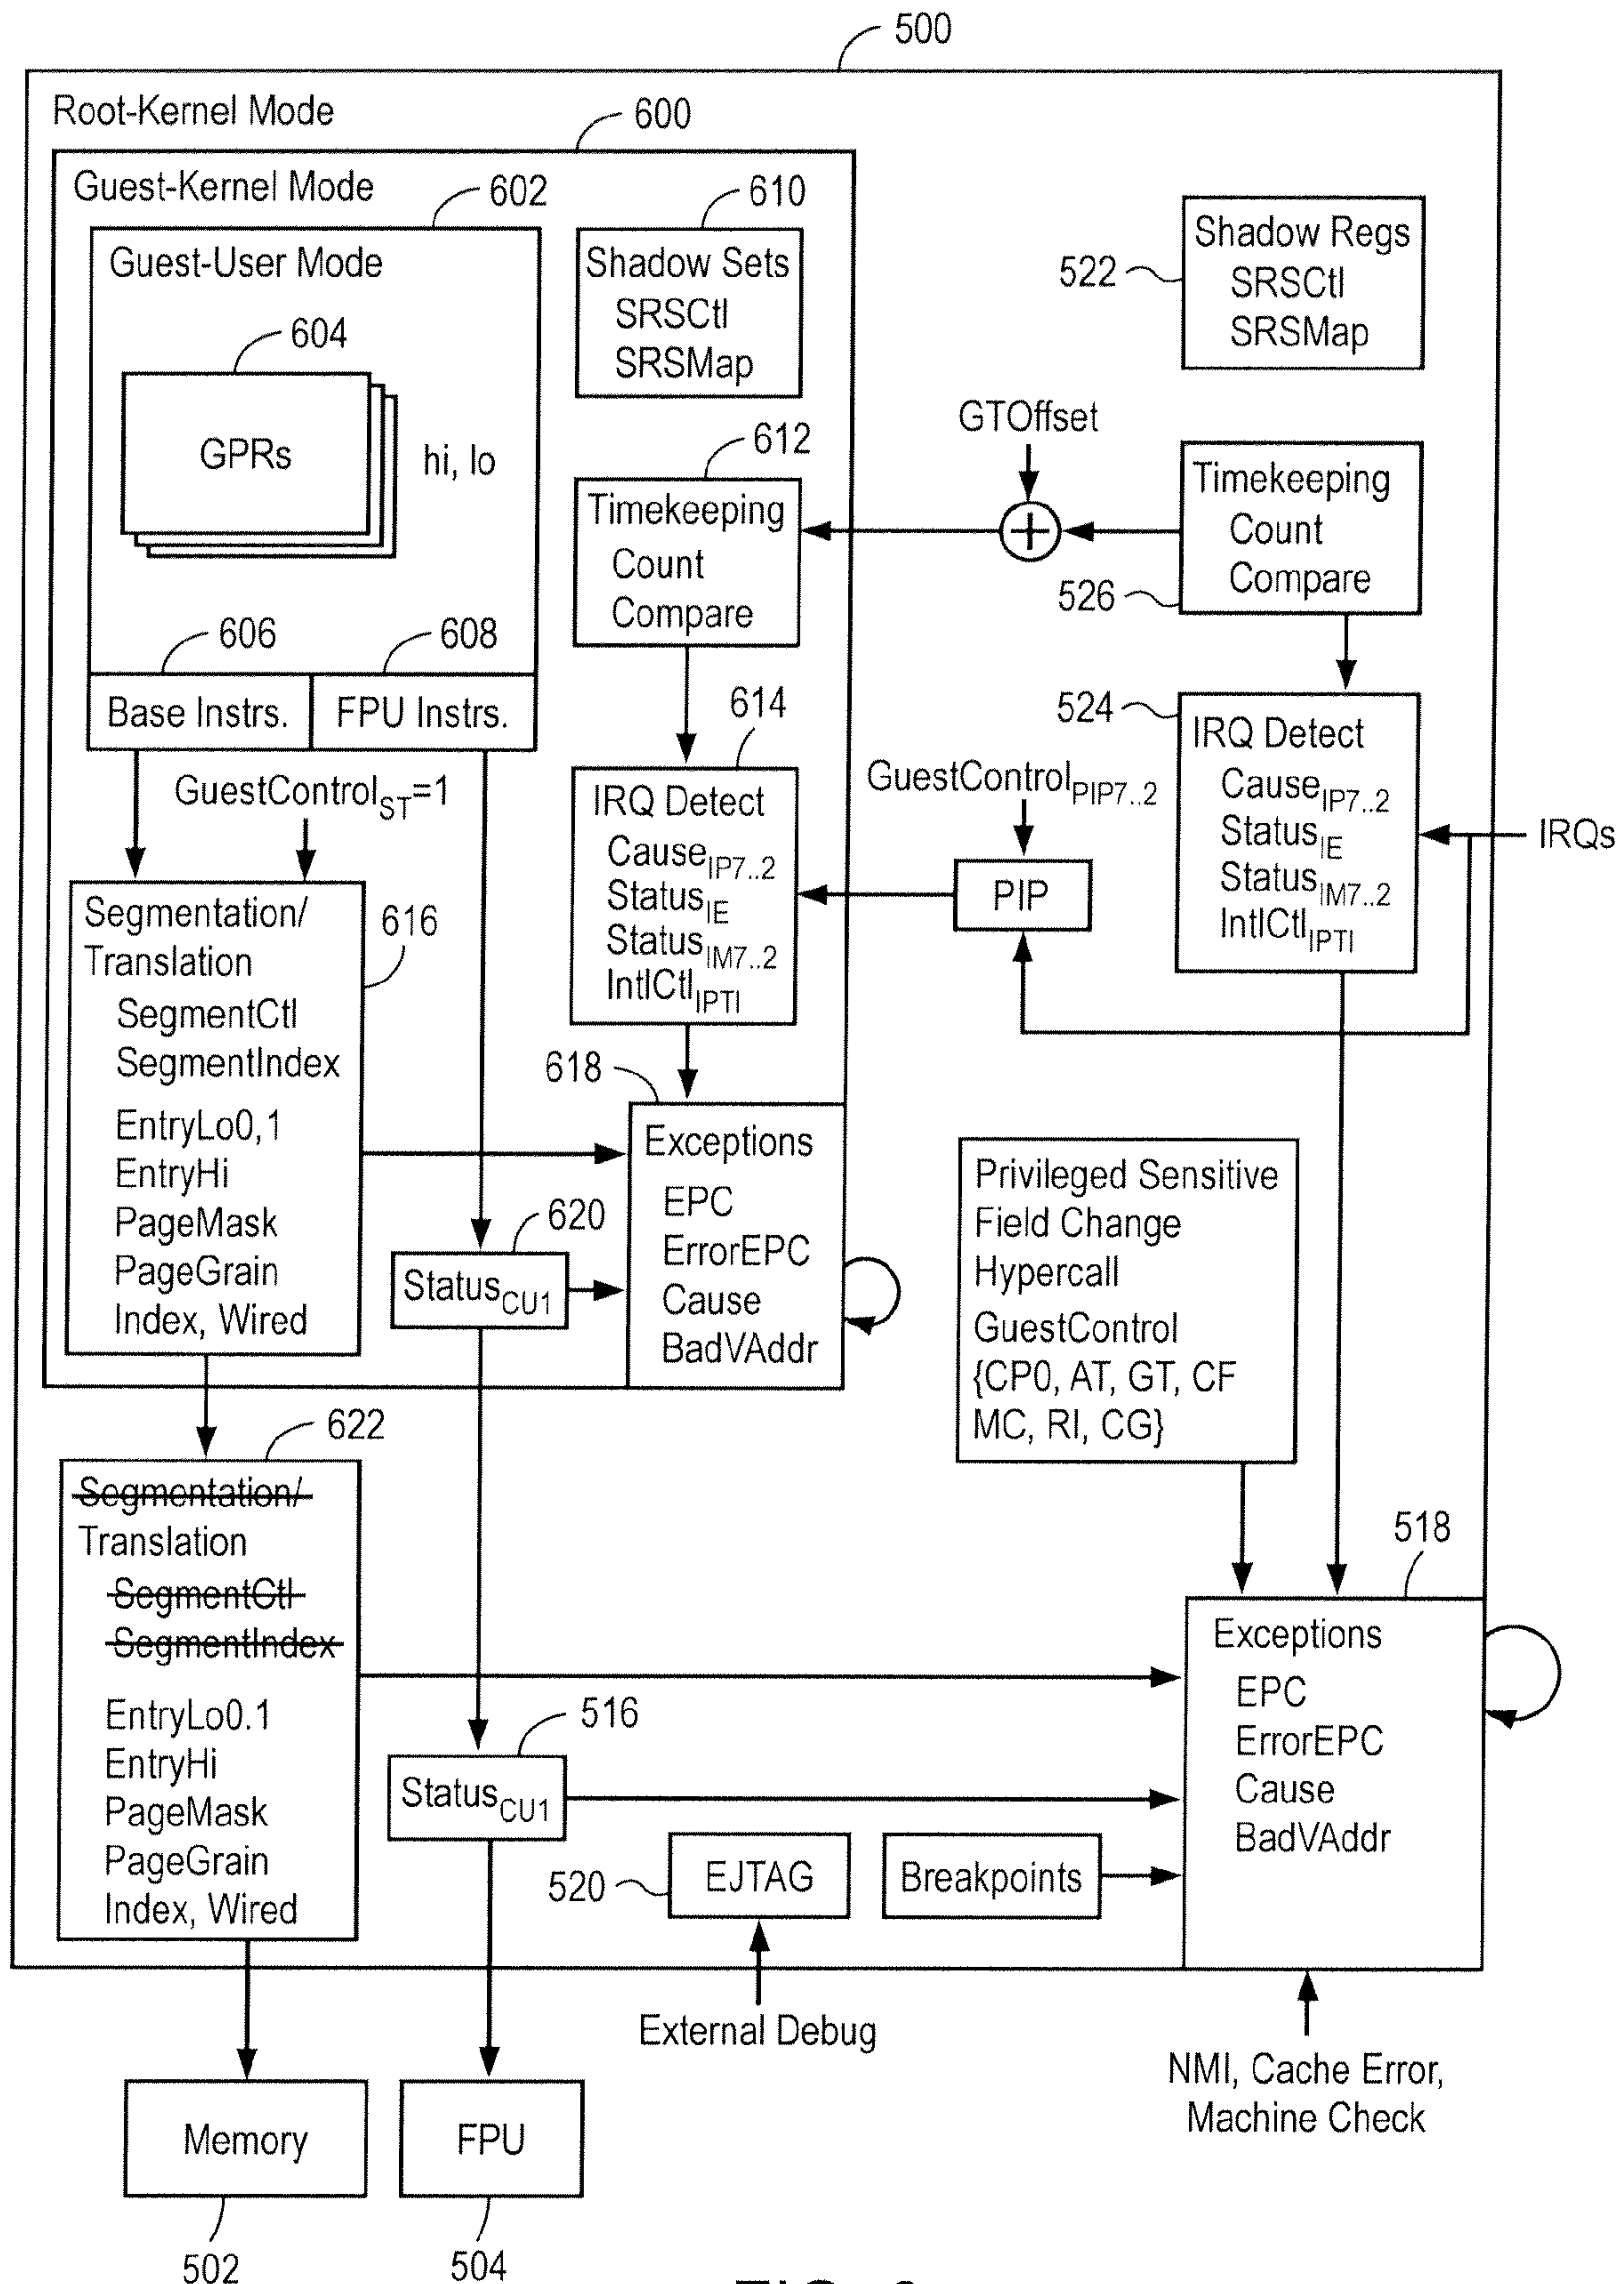 500
Root-Kernel Mode
600
Guest-Kernel Mode
602
Guest-User Mode
604
GPRs
hi, lo
606
608
Base Instrs.
FPU Instrs.
610
Shadow Sets
SRSCtl
SRSMap
522
Shadow Regs
SRSCtl
SRSMap
GTOffset
+
612
Timekeeping
Count
Compare
526
Timekeeping
Count
Compare
614
IRQ Detect
CauseIP7..2
StatusIE
StatusIM7..2
IntlCtlIPTI
GuestControlPIP7..2
PIP
524
IRQ Detect
CauseIP7..2
StatusIE
StatusIM7..2
IntlCtlIPTI
IRQs
GuestControlST=1
Segmentation/
Translation
SegmentCtl
SegmentIndex
EntryLo0,1
EntryHi
PageMask
PageGrain
Index, Wired
616
618
Exceptions
EPC
ErrorEPC
Cause
BadVAddr
620
StatusCU1
Privileged Sensitive
Field Change
Hypercall
GuestControl
{CP0, AT, GT, CF
MC, RI, CG}
622
Segmentation/
Translation
SegmentCtl
SegmentIndex
EntryLo0.1
EntryHi
PageMask
PageGrain
Index, Wired
518
Exceptions
EPC
ErrorEPC
Cause
BadVAddr
516
StatusCU1
520
EJTAG
Breakpoints
External Debug
NMI, Cache Error,
Machine Check
Memory
FPU
502
504